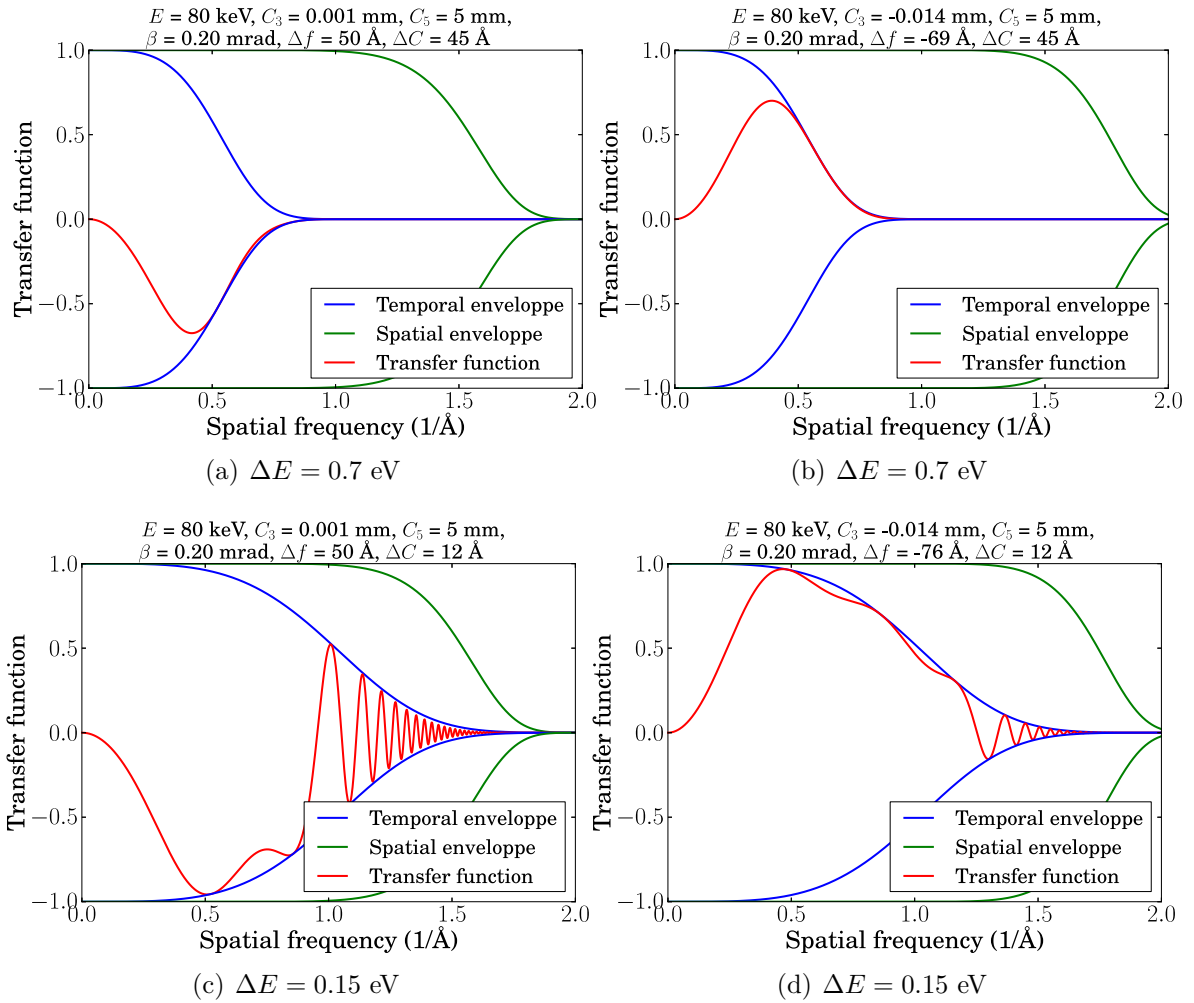 E = 80 keV, C3 = 0.001 mm, C5 = 5 mm,
β = 0.20 mrad, Δf = 50 Å, ΔC = 45 Å
1.0
0.5
0.0
−0.5
−1.0
Transfer function
Temporal enveloppe
Spatial enveloppe
Transfer function
0.0 0.5 1.0 1.5 2.0
Spatial frequency (1/Å)
(a) ΔE = 0.7 eV
E = 80 keV, C3 = -0.014 mm, C5 = 5 mm,
β = 0.20 mrad, Δf = -69 Å, ΔC = 45 Å
1.0
0.5
0.0
−0.5
−1.0
Transfer function
Temporal enveloppe
Spatial enveloppe
Transfer function
0.0 0.5 1.0 1.5 2.0
Spatial frequency (1/Å)
(b) ΔE = 0.7 eV
E = 80 keV, C3 = 0.001 mm, C5 = 5 mm,
β = 0.20 mrad, Δf = 50 Å, ΔC = 12 Å
1.0
0.5
0.0
−0.5
−1.0
Transfer function
Temporal enveloppe
Spatial enveloppe
Transfer function
0.0 0.5 1.0 1.5 2.0
Spatial frequency (1/Å)
(c) ΔE = 0.15 eV
E = 80 keV, C3 = -0.014 mm, C5 = 5 mm,
β = 0.20 mrad, Δf = -76 Å, ΔC = 12 Å
1.0
0.5
0.0
−0.5
−1.0
Transfer function
Temporal enveloppe
Spatial enveloppe
Transfer function
0.0 0.5 1.0 1.5 2.0
Spatial frequency (1/Å)
(d) ΔE = 0.15 eV